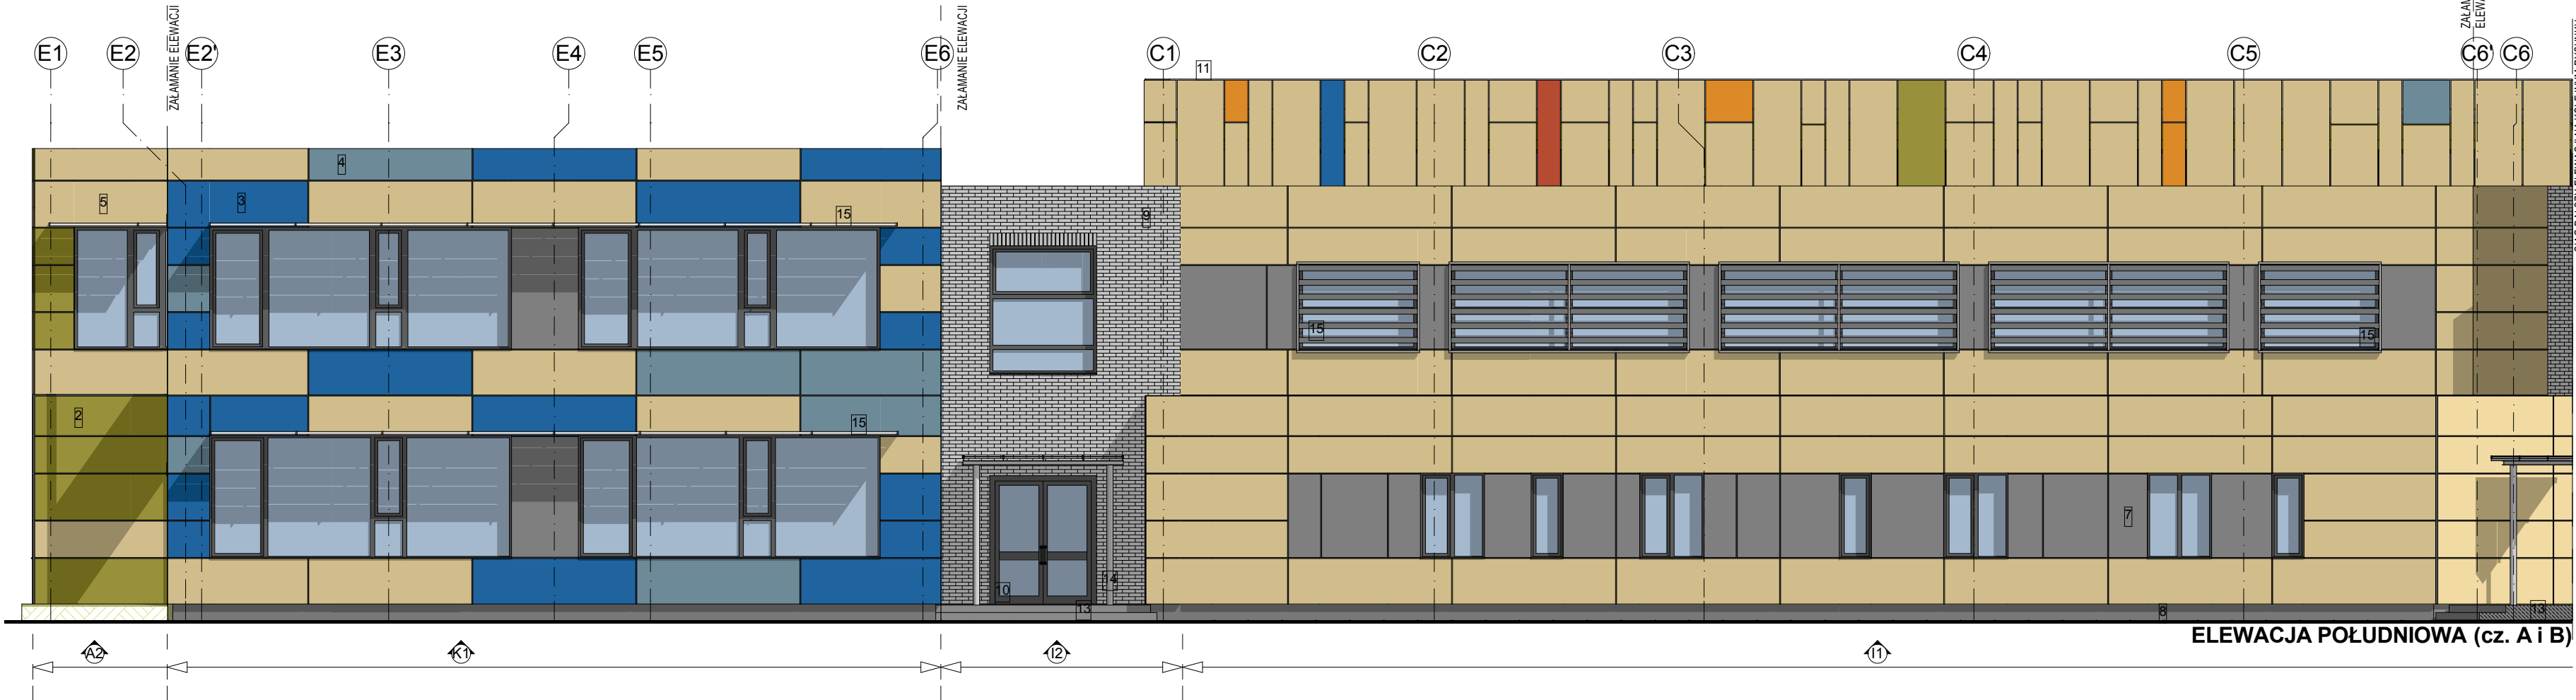 E1 E2 E2' E3 E4 E5 E6 C1 C2 C3 C4 C5 C6' C6
ZAŁAMANIE ELEWACJI
ZAŁAMANIE ELEWACJI
11
4
5 3 15 9
15 15
2 15
7
10 14 13 8 13
ELEWACJA POŁUDNIOWA (cz. A i B)
A2 K1 I2 I1